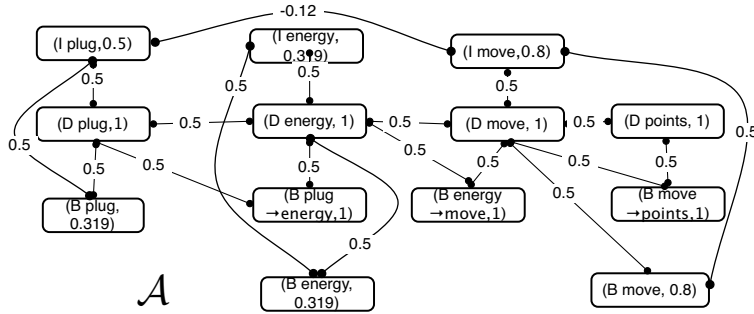 -0.12
(I plug,0.5)
(I energy,
0.319)
(I move,0.8)
0.5
0.5
0.5
0.5
0.5
(D plug,1)
0.5
(D energy, 1)
0.5
(D move, 1)
0.5
(D points, 1)
0.5
0.5
0.5
0.5
0.5
0.5
0.5
0.5
0.5
(B plug,
0.319)
(B plug
→energy,1)
(B energy
→move,1)
(B move
→points,1)
0.5
0.5
A
(B energy,
0.319)
(B move, 0.8)